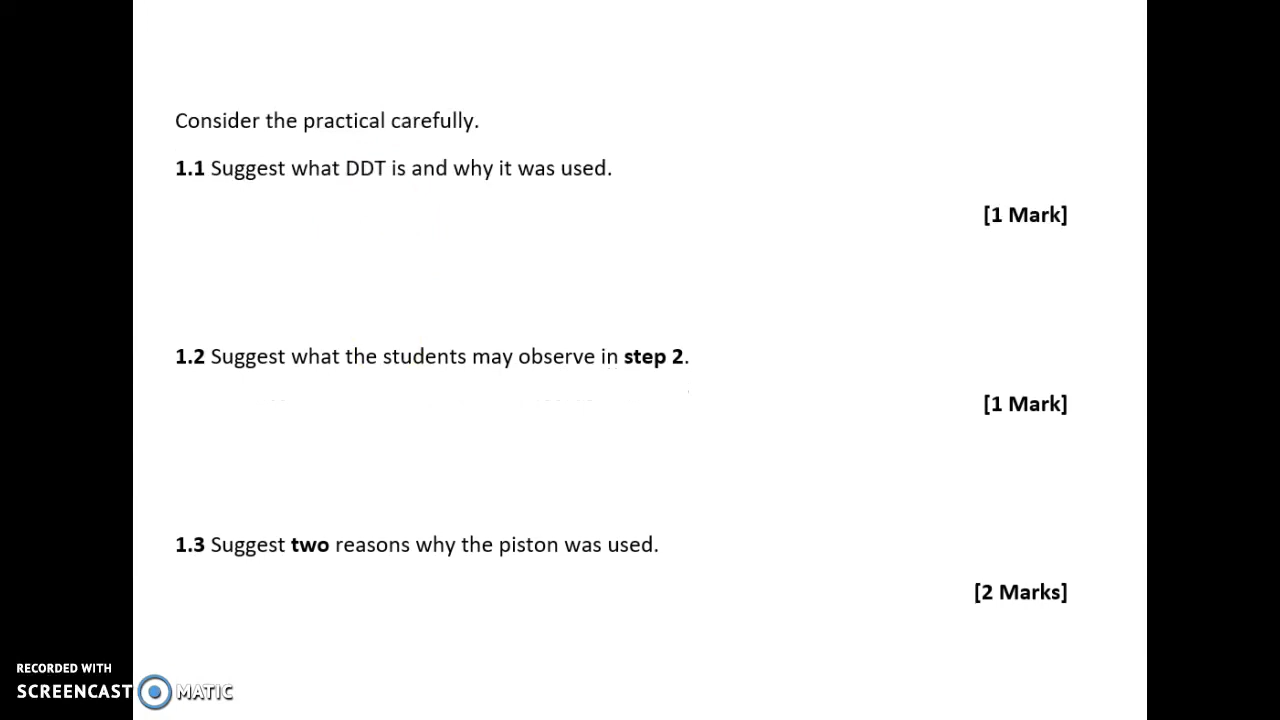 Consider the practical carefully.
1.1 Suggest what DDT is and why it was used.
[1 Mark]
1.2 Suggest what the students may observe in step 2.
[1 Mark]
1.3 Suggest two reasons why the piston was used.
[2 Marks]
RECORDED WITH
SCREENCAST MATIC